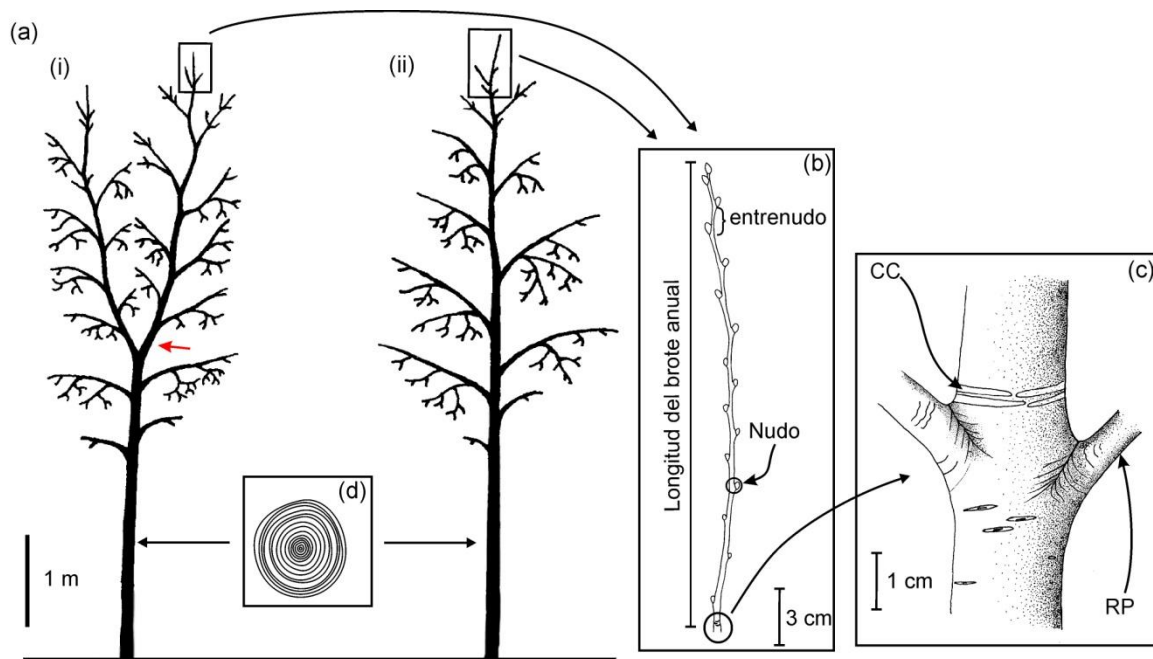 (a)
(i)
(ii)
(b)
entrenudo
Longitud del brote anual
Nudo
3 cm
(c)
CC
1 cm
RP
(d)
1 m